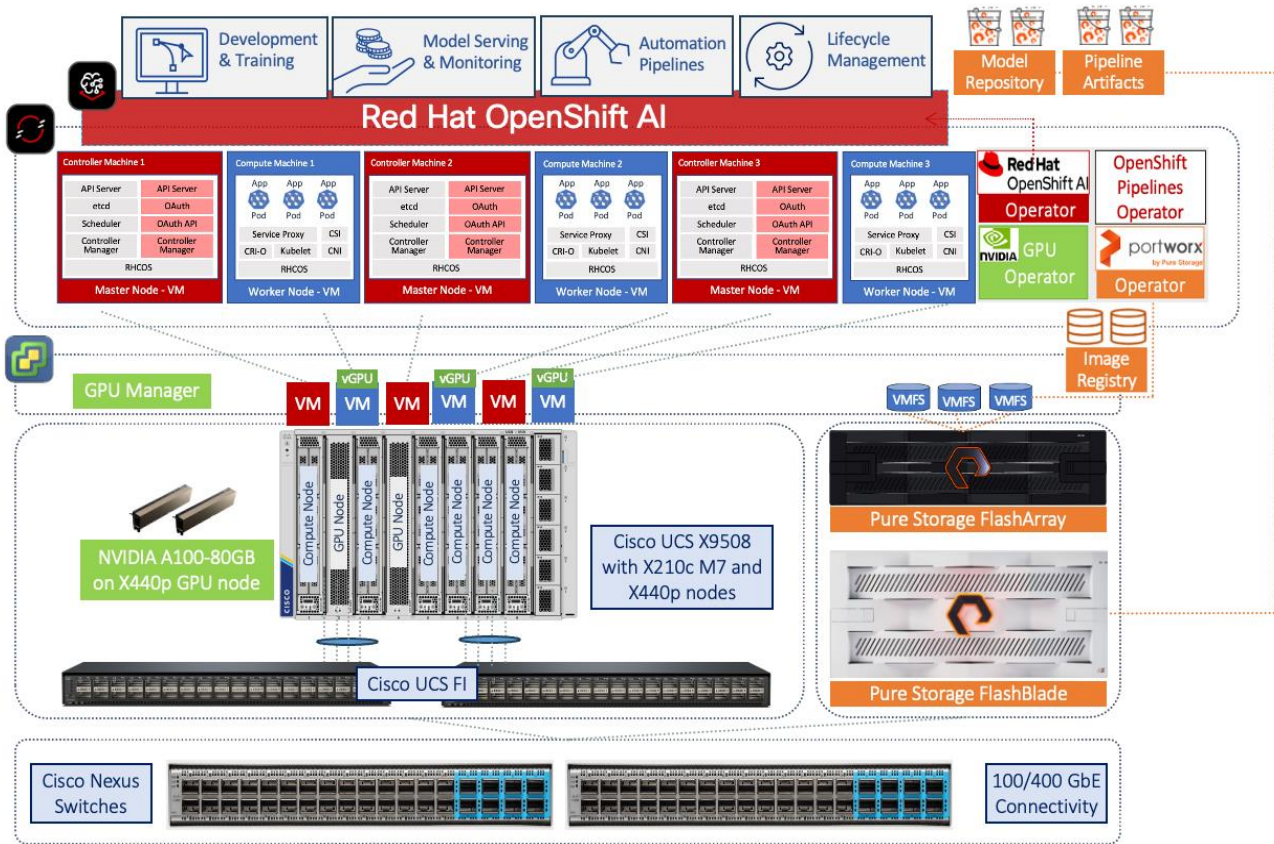 Development
& Training
Model Serving
& Monitoring
Automation
Pipelines
Lifecycle
Management
Model
Repository
Pipeline
Artifacts
Red Hat OpenShift AI
Controller Machine 1
API Server
API Server
etcd
OAuth
Scheduler
OAuth API
Controller
Manager
Controller
Manager
RHCOS
Master Node - VM
Compute Machine 1
App
App
App
Pod
Pod
Pod
Service Proxy
CSI
CRI-O
Kubelet
CNI
RHCOS
Worker Node - VM
Controller Machine 2
API Server
API Server
etcd
OAuth
Scheduler
OAuth API
Controller
Manager
Controller
Manager
RHCOS
Master Node - VM
Compute Machine 2
App
App
App
Pod
Pod
Pod
Service Proxy
CSI
CRI-O
Kubelet
CNI
RHCOS
Worker Node - VM
Controller Machine 3
API Server
API Server
etcd
OAuth
Scheduler
OAuth API
Controller
Manager
Controller
Manager
RHCOS
Master Node - VM
Compute Machine 3
App
App
App
Pod
Pod
Pod
Service Proxy
CSI
CRI-O
Kubelet
CNI
RHCOS
Worker Node - VM
Red Hat
OpenShift AI
Operator
OpenShift
Pipelines
Operator
NVIDIA
GPU
Operator
portworx
by Pure Storage
Operator
Image
Registry
GPU Manager
VM
vGPU
VM
VM
vGPU
VM
VM
vGPU
VM
VMFS
VMFS
VMFS
Compute Node
GPU Node
Compute Node
GPU Node
Compute Node
Compute Node
Compute Node
Compute Node
CISCO
NVIDIA A100-80GB
on X440p GPU node
Cisco UCS X9508
with X210c M7 and
X440p nodes
Pure Storage FlashArray
Pure Storage FlashBlade
Cisco UCS FI
Cisco Nexus
Switches
100/400 GbE
Connectivity